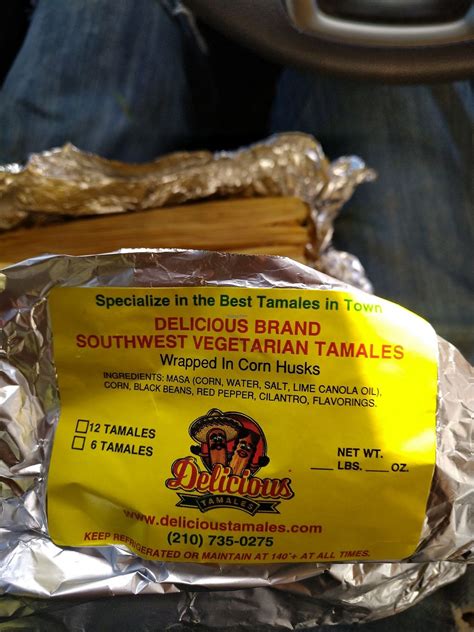 Specialize in the Best Tamales in Town
DELICIOUS BRAND
SOUTHWEST VEGETARIAN TAMALES
Wrapped In Corn Husks
INGREDIENTS: MASA (CORN, WATER, SALT, LIME CANOLA OIL),
CORN, BLACK BEANS, RED PEPPER, CILANTRO, FLAVORINGS.
12 TAMALES
6 TAMALES
NET WT.
___ LBS. ___ OZ.
Delicious
TAMALES
www.delicioustamales.com
(210) 735-0275
KEEP REFRIGERATED OR MAINTAIN AT 140°+ AT ALL TIMES.